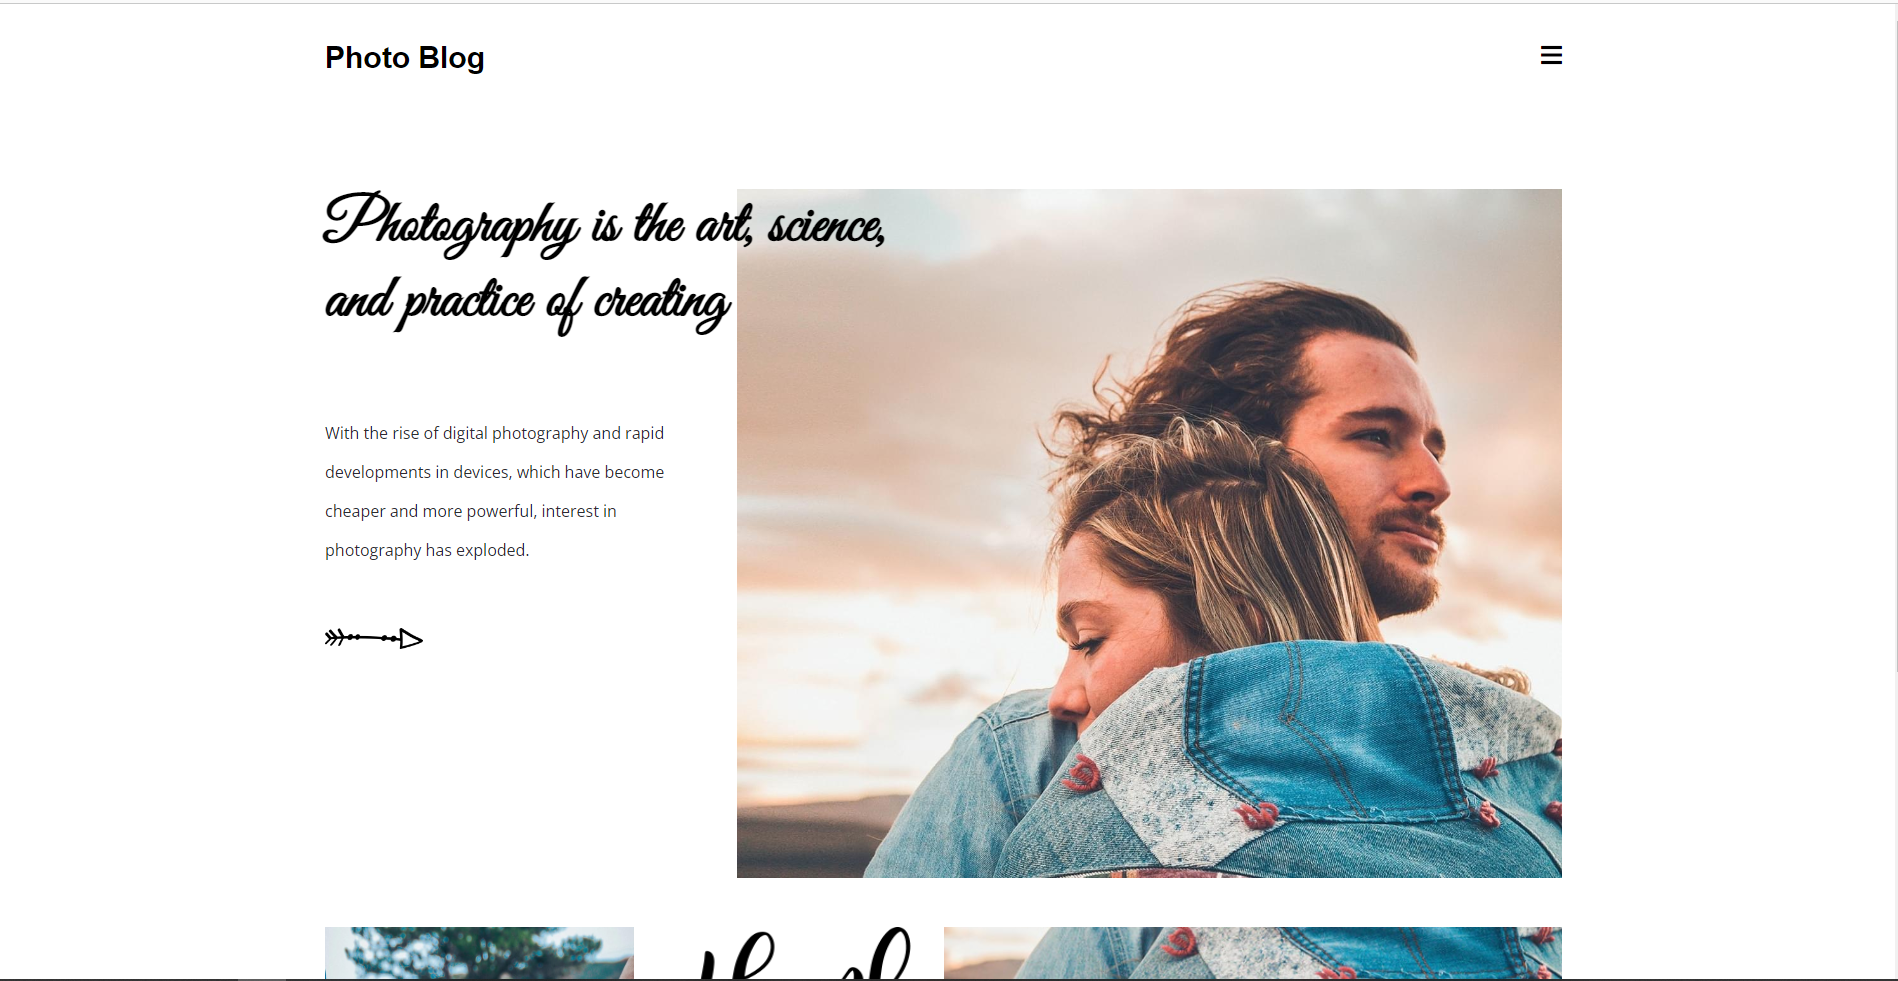 Photo Blog
Photography is the art, science,
and practice of creating
With the rise of digital photography and rapid
developments in devices, which have become
cheaper and more powerful, interest in
photography has exploded.